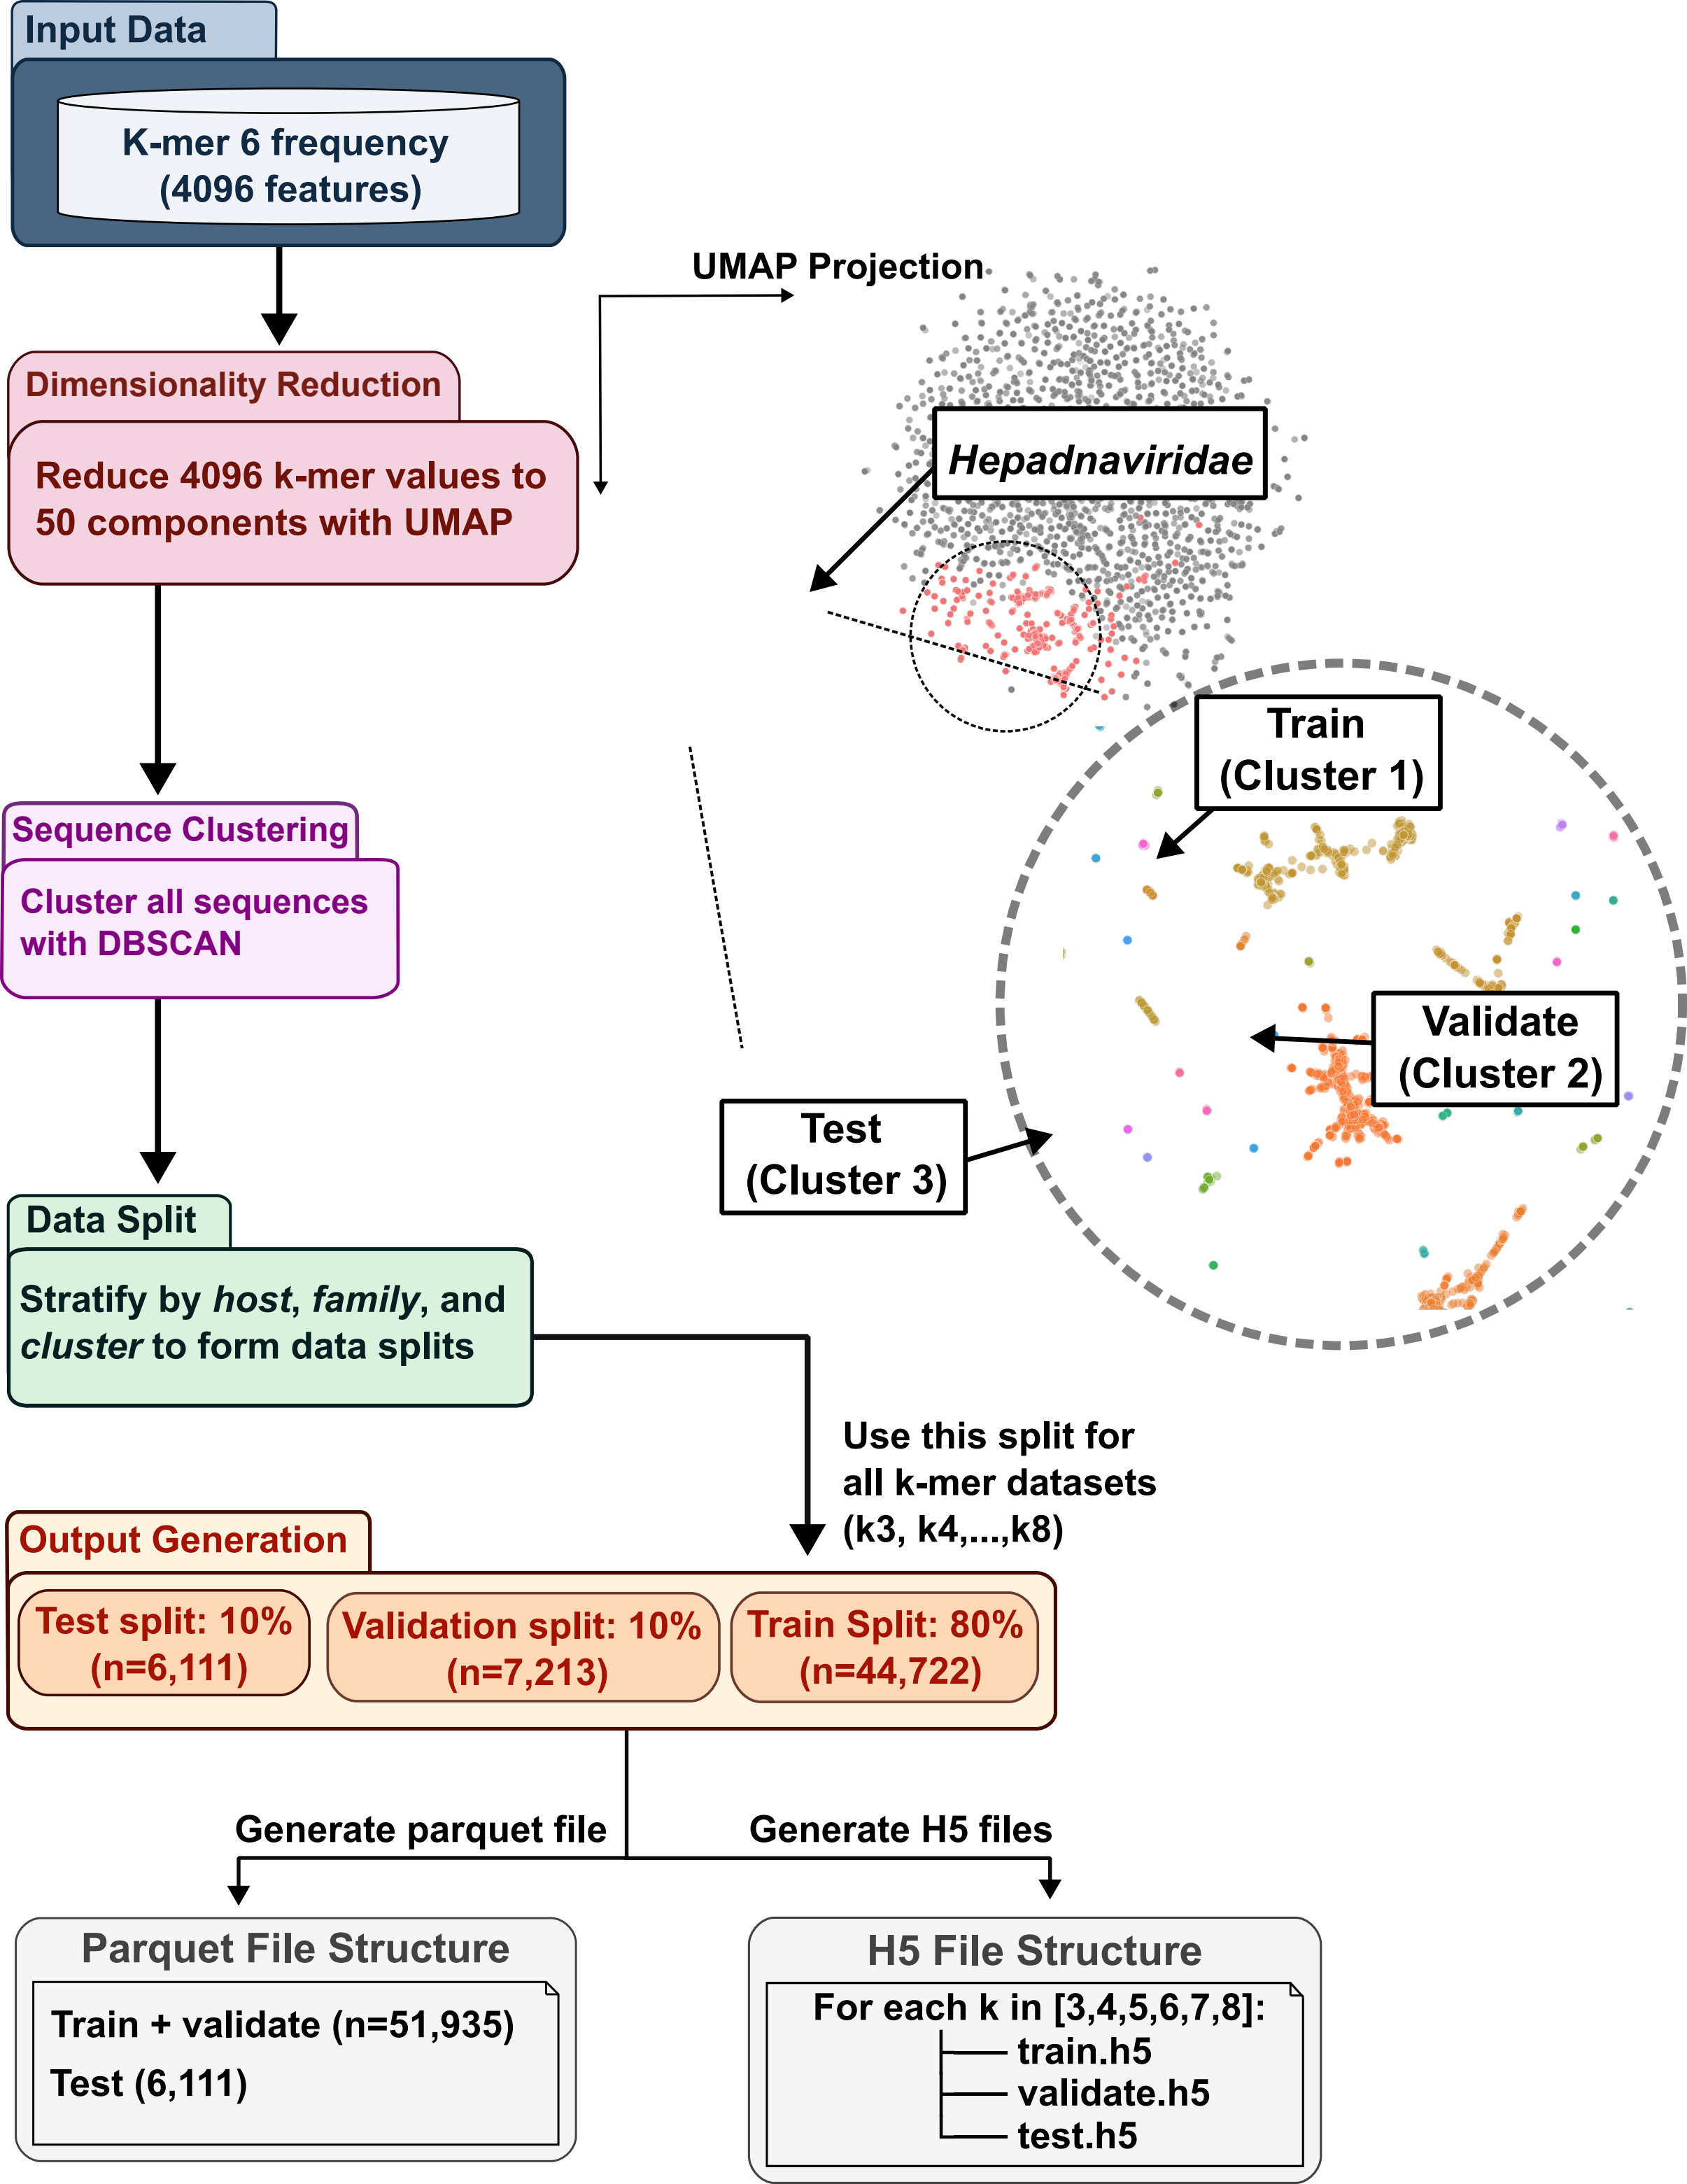 Input Data
K-mer 6 frequency
(4096 features)
UMAP Projection
Dimensionality Reduction
Reduce 4096 k-mer values to
50 components with UMAP
Hepadnaviridae
Train
(Cluster 1)
Sequence Clustering
Cluster all sequences
with DBSCAN
Validate
(Cluster 2)
Test
(Cluster 3)
Data Split
Stratify by host, family, and
cluster to form data splits
Use this split for
all k-mer datasets
(k3, k4,...,k8)
Output Generation
Test split: 10%
(n=6,111)
Validation split: 10%
(n=7,213)
Train Split: 80%
(n=44,722)
Generate parquet file
Generate H5 files
Parquet File Structure
Train + validate (n=51,935)
Test (6,111)
H5 File Structure
For each k in [3,4,5,6,7,8]:
train.h5
validate.h5
test.h5